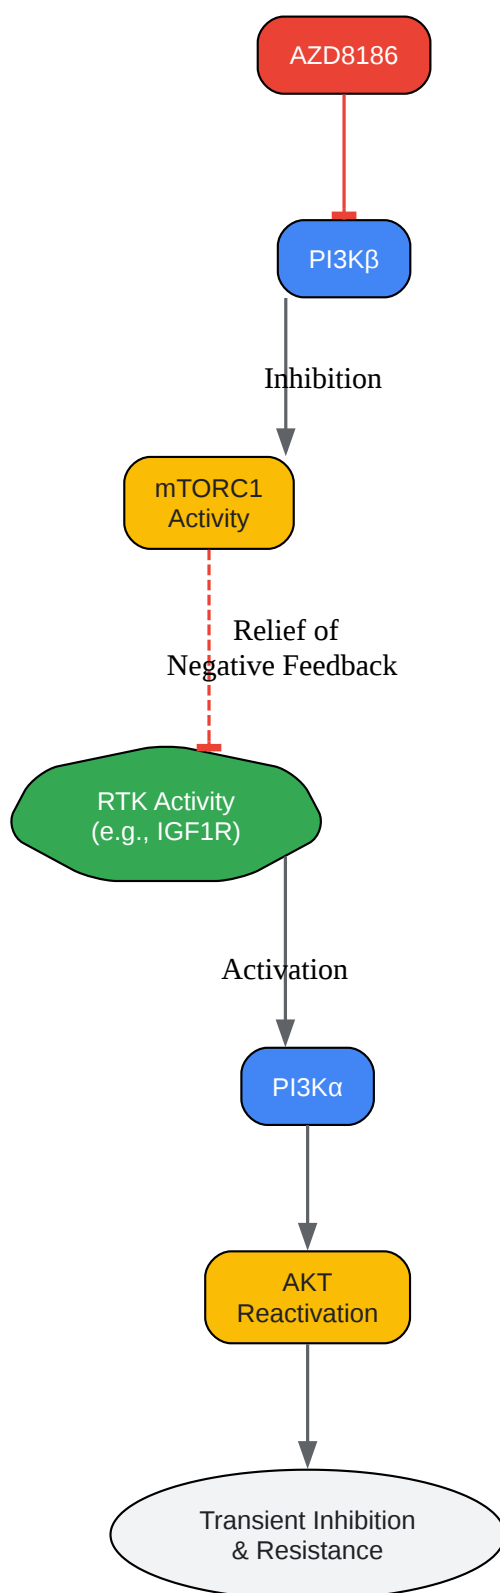 AZD8186
PI3Kβ
Inhibition
mTORC1
Activity
Relief of
Negative Feedback
RTK Activity
(e.g., IGF1R)
Activation
PI3Kα
AKT
Reactivation
Transient Inhibition
& Resistance